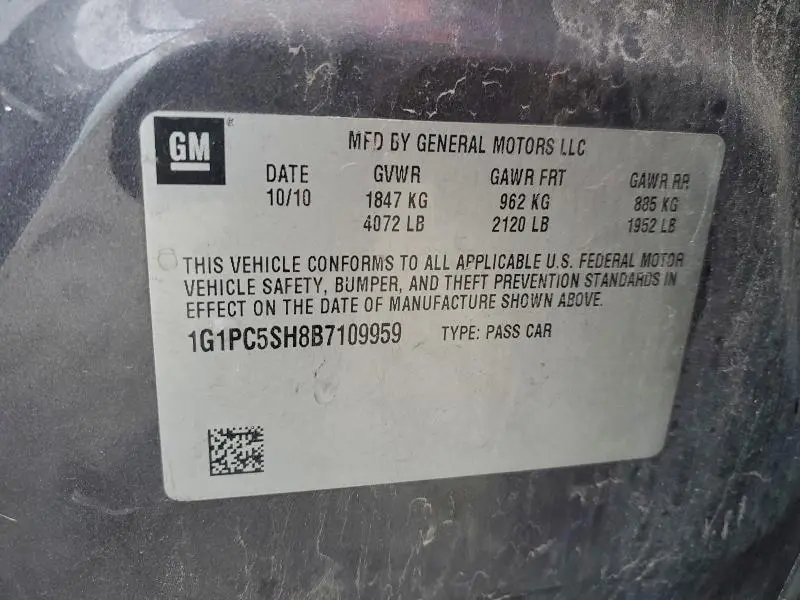 GM® MFD BY GENERAL MOTORS LLC
DATE GVWR GAWR FRT GAWR RR
10/10 1847 KG 962 KG 885 KG
4072 LB 2120 LB 1952 LB
THIS VEHICLE CONFORMS TO ALL APPLICABLE U.S. FEDERAL MOTOR
VEHICLE SAFETY, BUMPER, AND THEFT PREVENTION STANDARDS IN
EFFECT ON THE DATE OF MANUFACTURE SHOWN ABOVE.
1G1PC5SH8B7109959 TYPE: PASS CAR